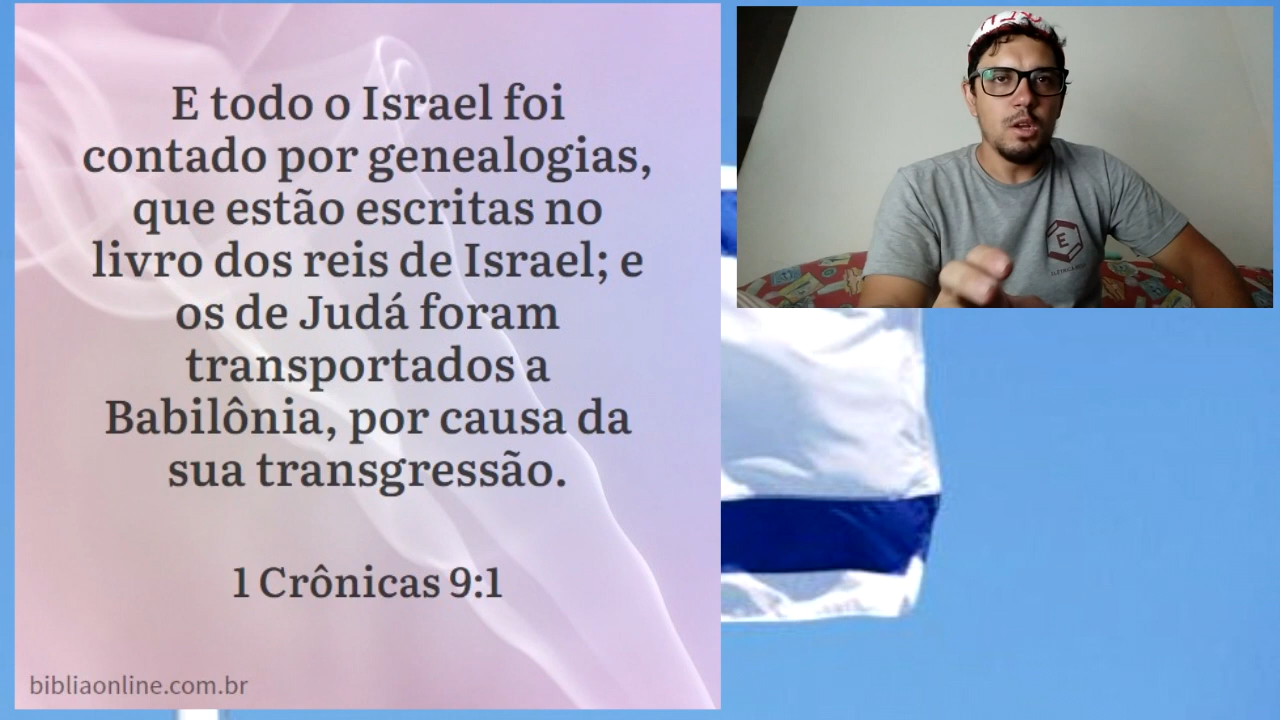 E todo o Israel foi
contado por genealogias,
que estão escritas no
livro dos reis de Israel; e
os de Judá foram
transportados a
Babilônia, por causa da
sua transgressão.
1 Crônicas 9:1
bibliaonline.com.br
E